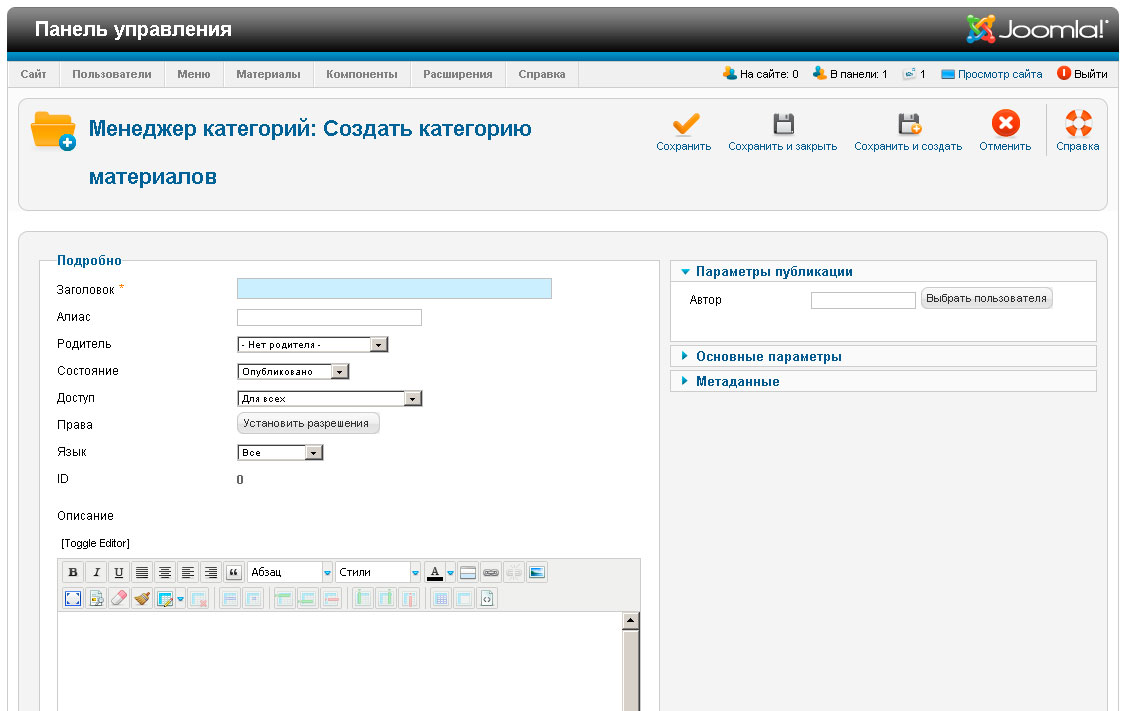 Панель управления
Joomla!
Сайт Пользователи Меню Материалы Компоненты Расширения Справка На сайте: 0 В панели: 1 1 Просмотр сайта Выйти
Менеджер категорий: Создать категорию материалов
Сохранить Сохранить и закрыть Сохранить и создать Отменить Справка
Подробно
Заголовок *
Алиас
Родитель - Нет родителя -
Состояние Опубликовано
Доступ Для всех
Права Установить разрешения
Язык Все
ID 0
Описание
[Toggle Editor]
B I U Абзац Стили A
Параметры публикации
Автор Выбрать пользователя
Основные параметры
Метаданные